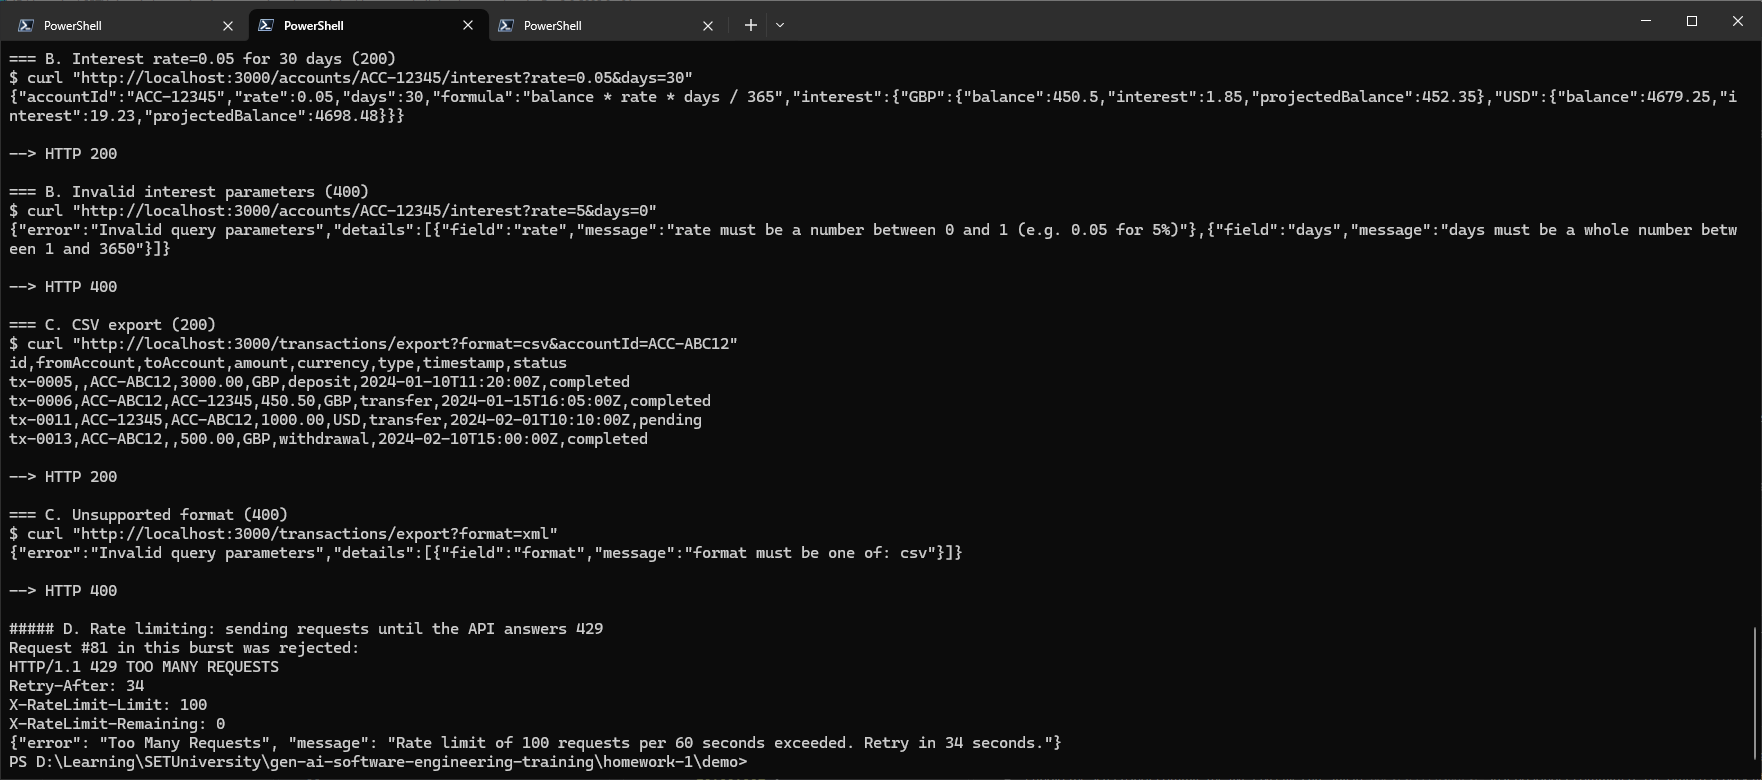 PowerShell
PowerShell
PowerShell
=== B. Interest rate=0.05 for 30 days (200)
$ curl "http://localhost:3000/accounts/ACC-12345/interest?rate=0.05&days=30"
{"accountId":"ACC-12345","rate":0.05,"days":30,"formula":"balance * rate * days / 365","interest":{"GBP":{"balance":450.5,"interest":1.85,"projectedBalance":452.35},"USD":{"balance":4679.25,"i
nterest":19.23,"projectedBalance":4698.48}}}
--> HTTP 200
=== B. Invalid interest parameters (400)
$ curl "http://localhost:3000/accounts/ACC-12345/interest?rate=5&days=0"
{"error":"Invalid query parameters","details":[{"field":"rate","message":"rate must be a number between 0 and 1 (e.g. 0.05 for 5%)"},{"field":"days","message":"days must be a whole number betw
een 1 and 3650"}]}
--> HTTP 400
=== C. CSV export (200)
$ curl "http://localhost:3000/transactions/export?format=csv&accountId=ACC-ABC12"
id,fromAccount,toAccount,amount,currency,type,timestamp,status
tx-0005,,ACC-ABC12,3000.00,GBP,deposit,2024-01-10T11:20:00Z,completed
tx-0006,ACC-ABC12,ACC-12345,450.50,GBP,transfer,2024-01-15T16:05:00Z,completed
tx-0011,ACC-12345,ACC-ABC12,1000.00,USD,transfer,2024-02-01T10:10:00Z,pending
tx-0013,ACC-ABC12,,500.00,GBP,withdrawal,2024-02-10T15:00:00Z,completed
--> HTTP 200
=== C. Unsupported format (400)
$ curl "http://localhost:3000/transactions/export?format=xml"
{"error":"Invalid query parameters","details":[{"field":"format","message":"format must be one of: csv"}]}
--> HTTP 400
##### D. Rate limiting: sending requests until the API answers 429
Request #81 in this burst was rejected:
HTTP/1.1 429 TOO MANY REQUESTS
Retry-After: 34
X-RateLimit-Limit: 100
X-RateLimit-Remaining: 0
{"error": "Too Many Requests", "message": "Rate limit of 100 requests per 60 seconds exceeded. Retry in 34 seconds."}
PS D:\Learning\SETUniversity\gen-ai-software-engineering-training\homework-1\demo>